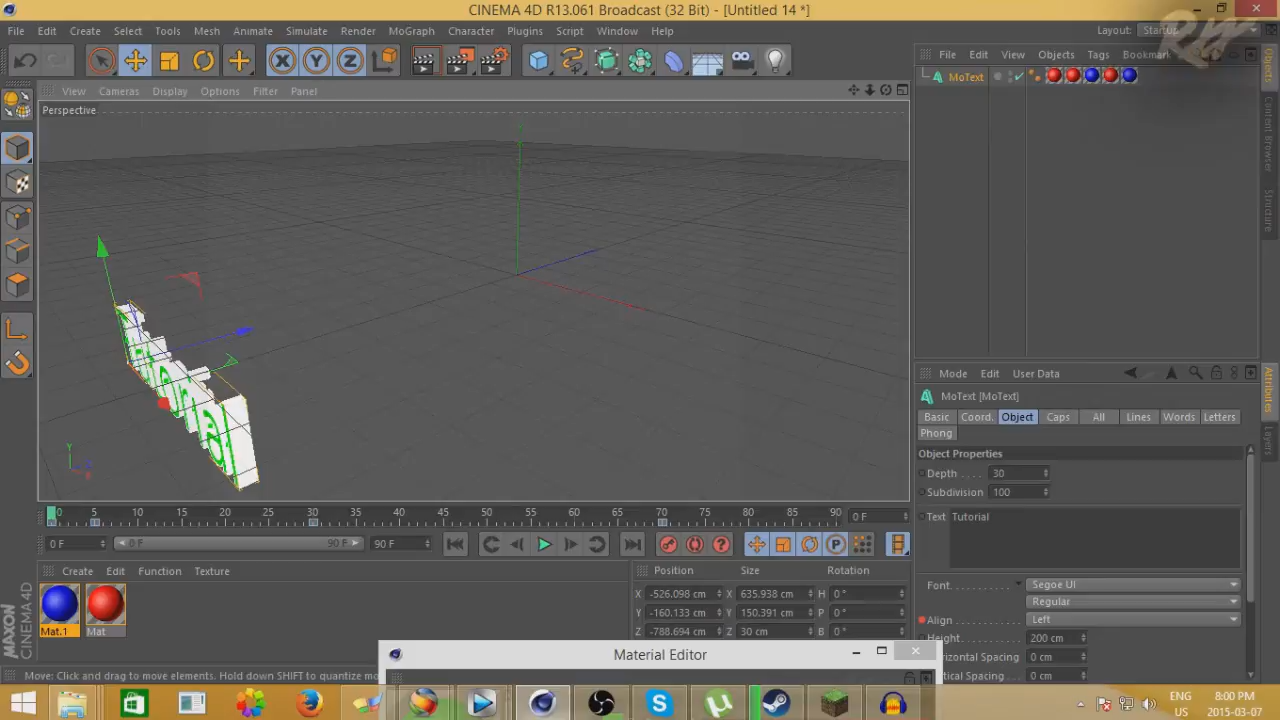 CINEMA 4D R13.061 Broadcast (32 Bit) - [Untitled 14 *]
File Edit Create Select Tools Mesh Animate Simulate Render MoGraph Character Plugins Script Window Help
Layout: Startup
File Edit View Objects Tags Bookmark
MoText
View Cameras Display Options Filter Panel
Perspective
Tutorial
Y
Objects
Content Browser
Structure
Mode Edit User Data
MoText [MoText]
Basic Coord. Object Caps All Lines Words Letters
Phong
Object Properties
Depth 30
Subdivision 100
Text Tutorial
Font: Segoe UI
Regular
Align Left
Height 200 cm
Horizontal Spacing 0 cm
Vertical Spacing 0 cm
Attributes
Layers
0 5 10 15 20 25 30 35 40 45 50 55 60 65 70 75 80 85 90 0 F
0 F 0 F 90 F 90 F
Create Edit Function Texture
Mat.1 Mat
Position Size Rotation
X -526.098 cm X 635.938 cm H 0 °
Y -160.133 cm Y 150.391 cm P 0 °
Z -788.694 cm Z 30 cm B 0 °
MAXON
CINEMA 4D
Material Editor
Move: Click and drag to move elements. Hold down SHIFT to quantize mo
ENG
US
8:00 PM
2015-03-07